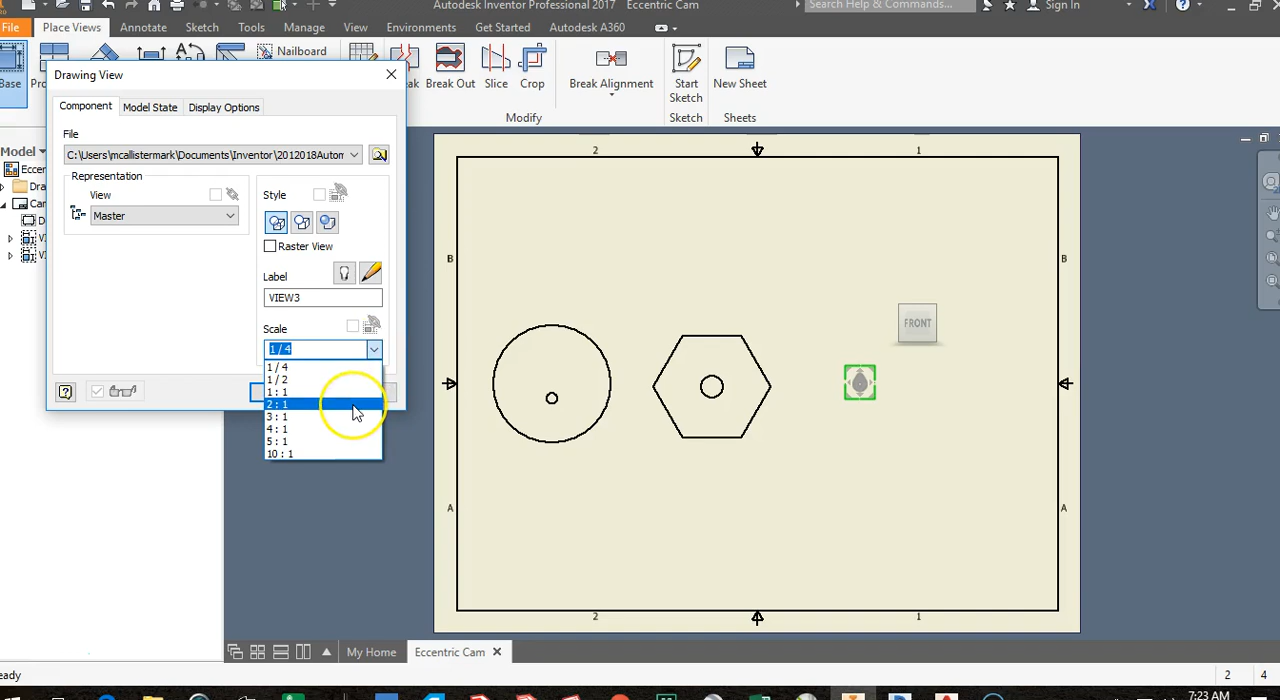 Autodesk Inventor Professional 2017 Eccentric Cam
Search Help & Commands...
Sign In
File Place Views Annotate Sketch Tools Manage View Environments Get Started Autodesk A360
Base
Nailboard
Break Out
Slice
Crop
Break Alignment
Start Sketch
New Sheet
Modify
Sketch
Sheets
Drawing View
Component Model State Display Options
File
C:\Users\mcallistermark\Documents\Inventor\2012018Autom
Representation
View
Master
Style
Raster View
Label
VIEW3
Scale
1 / 4
1 / 4
1 / 2
1 : 1
2 : 1
3 : 1
4 : 1
5 : 1
10 : 1
Model
2 1
B B
FRONT
A A
2 1
My Home Eccentric Cam
2 4
7:23 AM